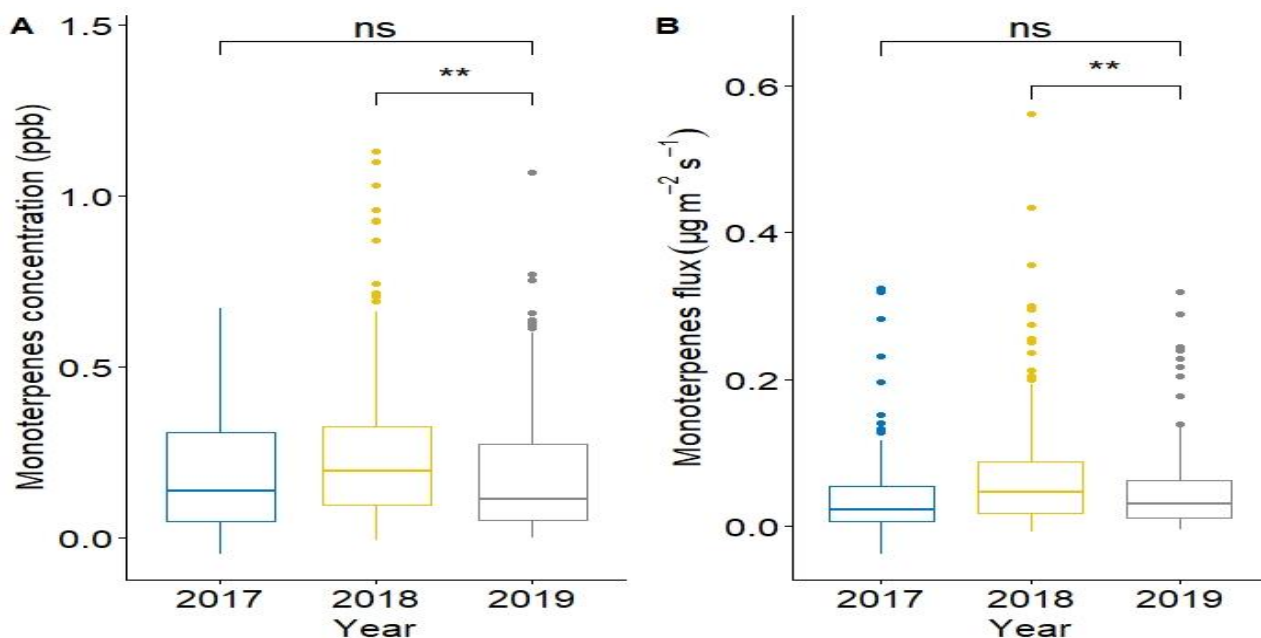 A
Monoterpenes concentration (ppb)
1.5
1.0
0.5
0.0
ns
**
2017 2018 2019
Year
B
Monoterpenes flux (µg m⁻² s⁻¹)
0.6
0.4
0.2
0.0
ns
**
2017 2018 2019
Year